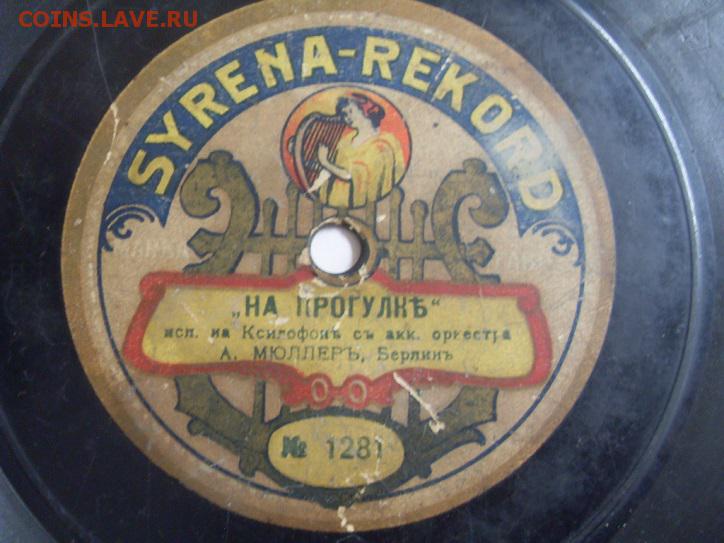 COINS.LAVE.RU
SYRENA-REKORD
„НА ПРОГУЛКѢ“
исп. на Ксилофонѣ съ акк. оркестра
А. МЮЛЛЕРЪ, Берлинъ
№ 1281